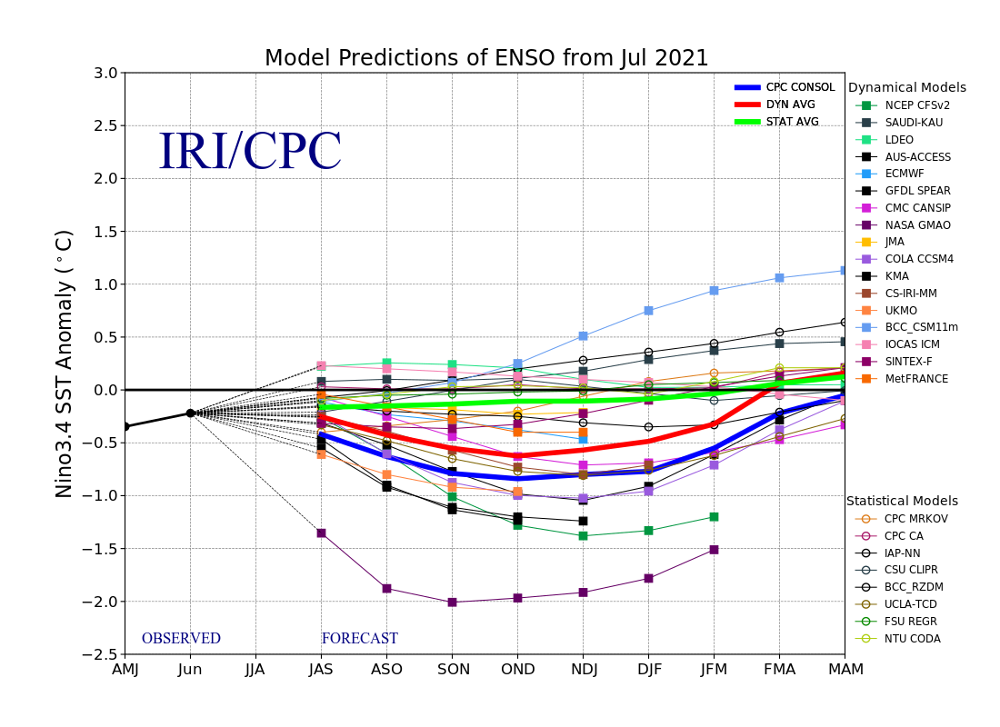 Model Predictions of ENSO from Jul 2021
3.0
2.5
2.0
1.5
1.0
0.5
0.0
−0.5
−1.0
−1.5
−2.0
−2.5
Nino3.4 SST Anomaly (°C)
IRI/CPC
CPC CONSOL
DYN AVG
STAT AVG
OBSERVED
FORECAST
AMJ Jun JJA JAS ASO SON OND NDJ DJF JFM FMA MAM
Dynamical Models
NCEP CFSv2
SAUDI-KAU
LDEO
AUS-ACCESS
ECMWF
GFDL SPEAR
CMC CANSIP
NASA GMAO
JMA
COLA CCSM4
KMA
CS-IRI-MM
UKMO
BCC_CSM11m
IOCAS ICM
SINTEX-F
MetFRANCE
Statistical Models
CPC MRKOV
CPC CA
IAP-NN
CSU CLIPR
BCC_RZDM
UCLA-TCD
FSU REGR
NTU CODA